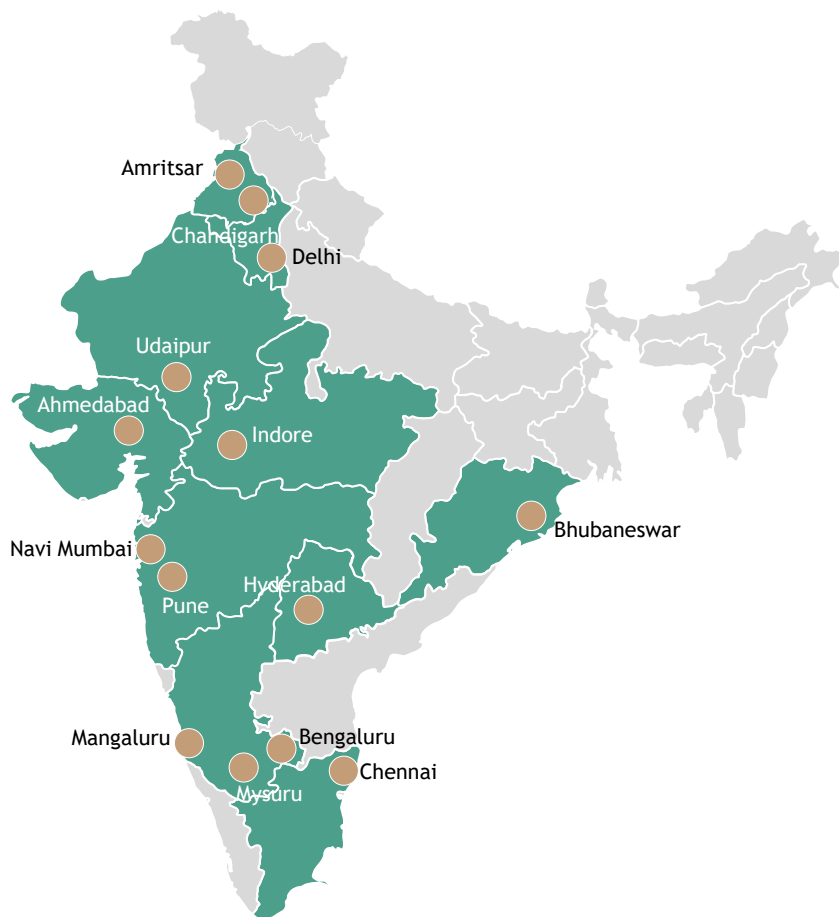 Amritsar
Chandigarh
Delhi
Udaipur
Ahmedabad
Indore
Bhubaneswar
Navi Mumbai
Hyderabad
Pune
Mangaluru
Bengaluru
Chennai
Mysuru